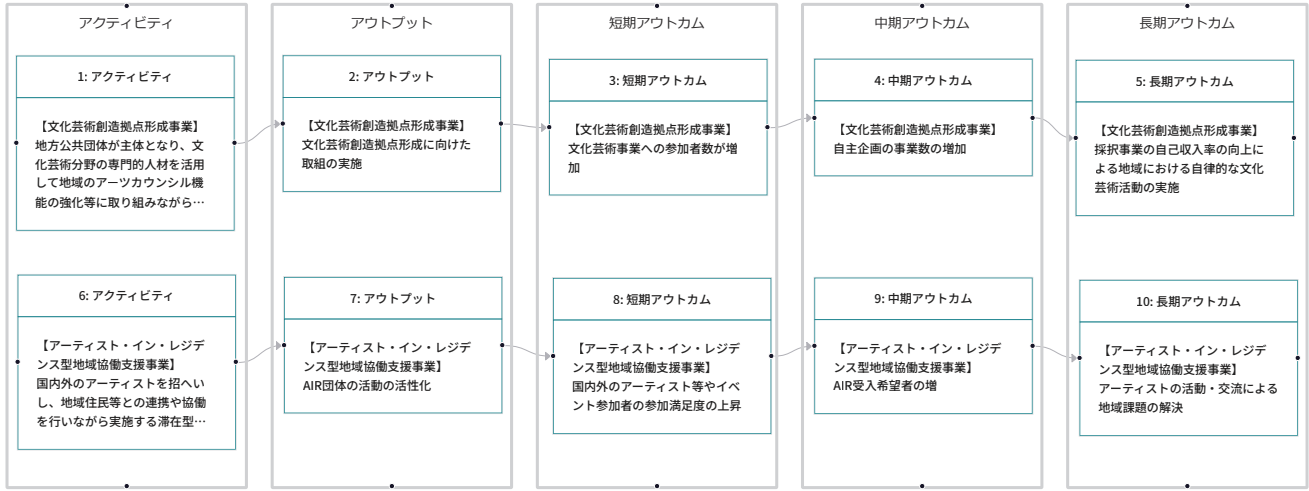 アクティビティ
アウトプット
短期アウトカム
中期アウトカム
長期アウトカム
1: アクティビティ
【文化芸術創造拠点形成事業】
地方公共団体が主体となり、文
化芸術分野の専門的人材を活用
して地域のアーツカウンシル機
能の強化等に取り組みながら…
2: アウトプット
【文化芸術創造拠点形成事業】
文化芸術創造拠点形成に向けた
取組の実施
3: 短期アウトカム
【文化芸術創造拠点形成事業】
文化芸術事業への参加者数が増
加
4: 中期アウトカム
【文化芸術創造拠点形成事業】
自主企画の事業数の増加
5: 長期アウトカム
【文化芸術創造拠点形成事業】
採択事業の自己収入率の向上に
よる地域における自律的な文化
芸術活動の実施
6: アクティビティ
【アーティスト・イン・レジデ
ンス型地域協働支援事業】
国内外のアーティストを招へい
し、地域住民等との連携や協働
を行いながら実施する滞在型…
7: アウトプット
【アーティスト・イン・レジデ
ンス型地域協働支援事業】
AIR団体の活動の活性化
8: 短期アウトカム
【アーティスト・イン・レジデ
ンス型地域協働支援事業】
国内外のアーティスト等やイベ
ント参加者の参加満足度の上昇
9: 中期アウトカム
【アーティスト・イン・レジデ
ンス型地域協働支援事業】
AIR受入希望者の増
10: 長期アウトカム
【アーティスト・イン・レジデ
ンス型地域協働支援事業】
アーティストの活動・交流による
地域課題の解決